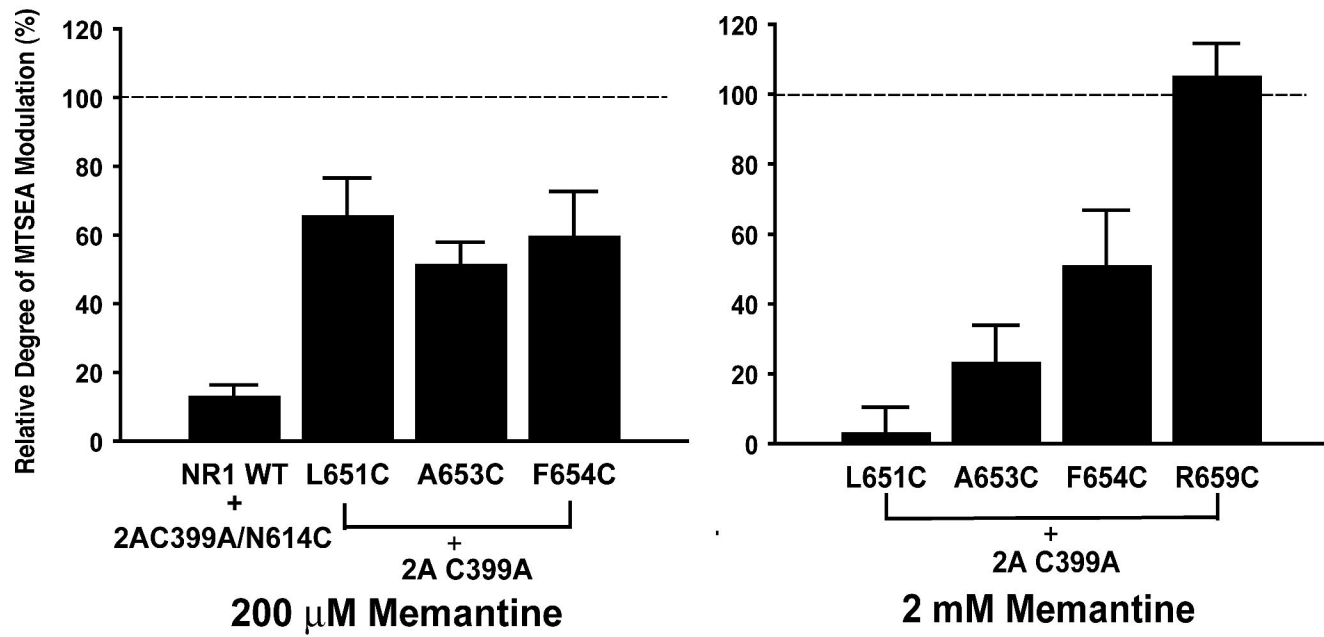 Relative Degree of MTSEA Modulation (%)
120
100
80
60
40
20
0
NR1 WT
+
2AC399A/N614C
L651C A653C F654C
+
2A C399A
200 μM Memantine
120
100
80
60
40
20
0
L651C A653C F654C R659C
+
2A C399A
2 mM Memantine